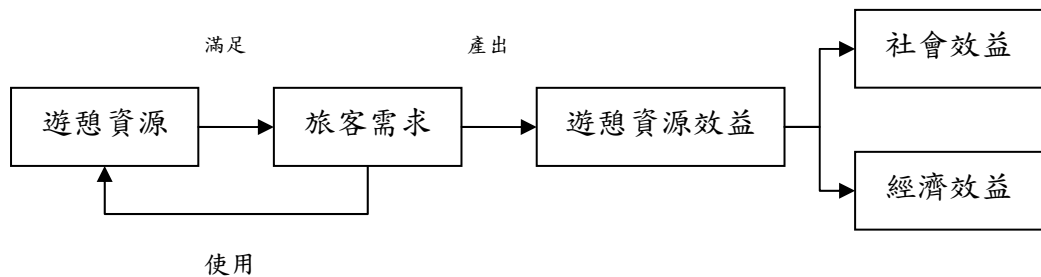 滿足
產出
社會效益
遊憩資源
旅客需求
遊憩資源效益
經濟效益
使用